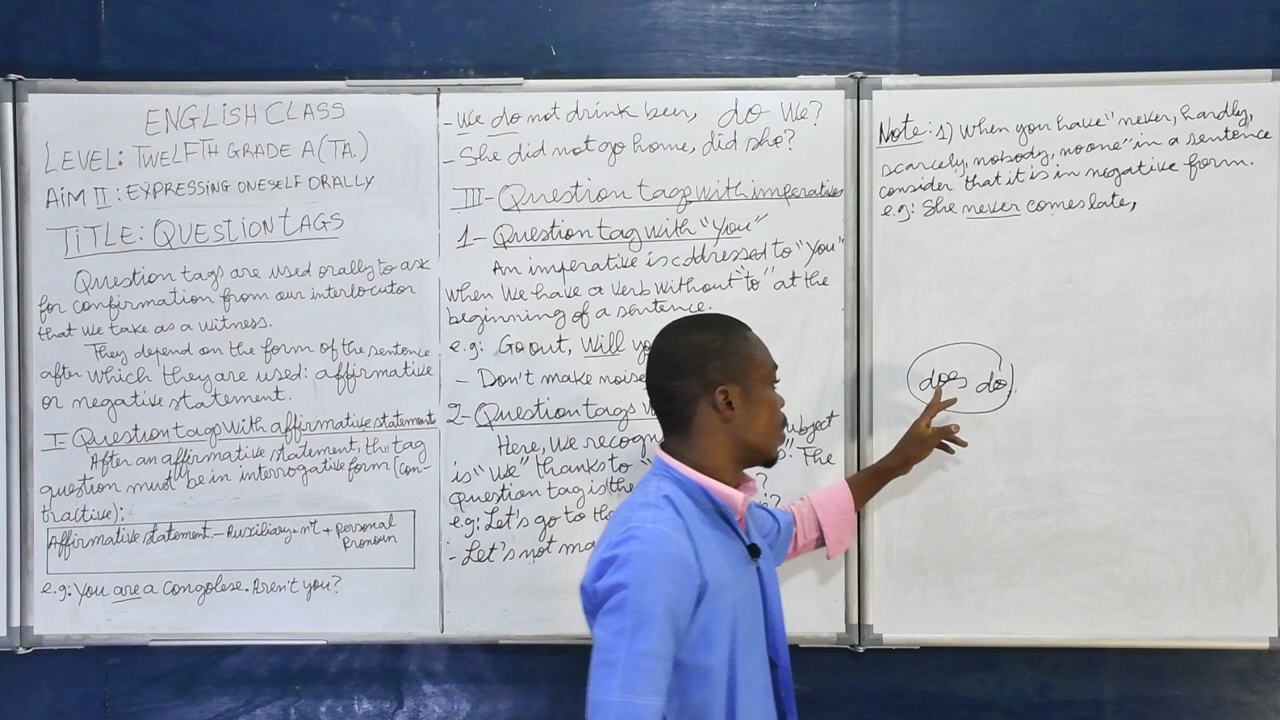 ENGLISH CLASS
LEVEL: TWELFTH GRADE A (TA.)
AIM II : EXPRESSING ONESELF ORALLY
TITLE: QUESTION TAGS
Question tags are used orally to ask
for confirmation from our interlocutor
that we take as a witness.
They depend on the form of the sentence
after which they are used: affirmative
or negative statement.
I- Question tags with affirmative statement
After an affirmative statement, the tag
question must be in interrogative form (con-
tractive):
Affirmative statement - Auxiliary + n't + personal
pronoun
e.g: You are a congolese. Aren't you?
- We do not drink beer, do We?
- She did not go home, did she?
III- Question tags with imperatives
1- Question tag with "You"
An imperative is addressed to "you"
when we have a verb without "to" at the
beginning of a sentence.
e.g: Go out, Will
- Don't make noise
2- Question tags
Here, we ubject
is "we" thanks to The
question tag is the ?
e.g: Let's go to ?
- Let's not
Note: 1) When you have "never, hardly,
scarcely, nobody, no one" in a sentence
consider that it is in negative form.
e.g: She never comes late,
does do